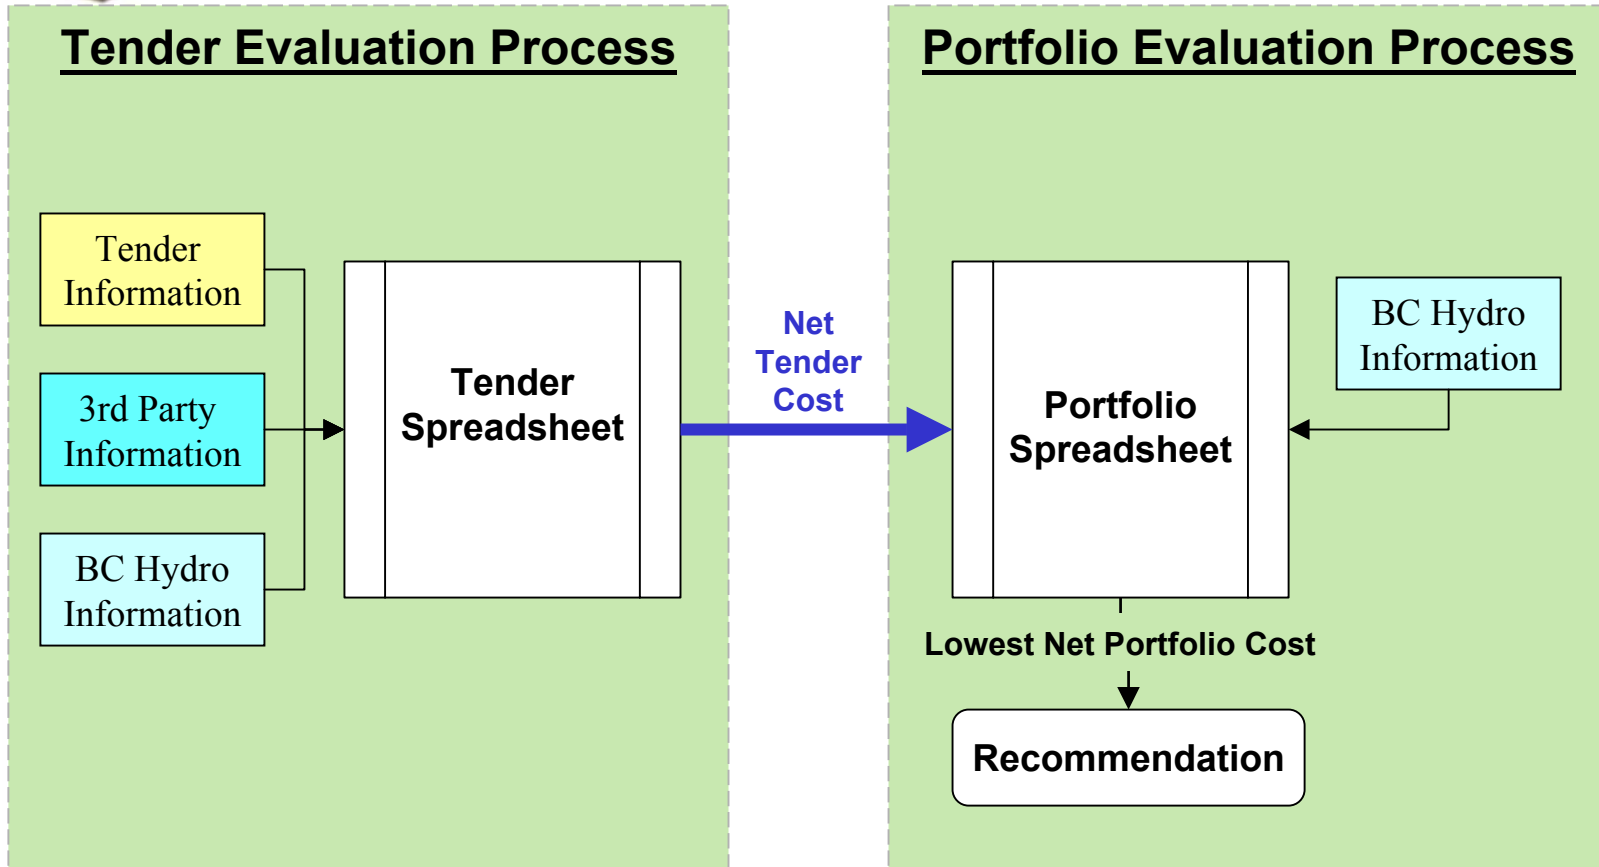 Tender Evaluation Process
Tender
Information
3rd Party
Information
BC Hydro
Information
Tender
Spreadsheet
Net
Tender
Cost
Portfolio Evaluation Process
Portfolio
Spreadsheet
BC Hydro
Information
Lowest Net Portfolio Cost
Recommendation